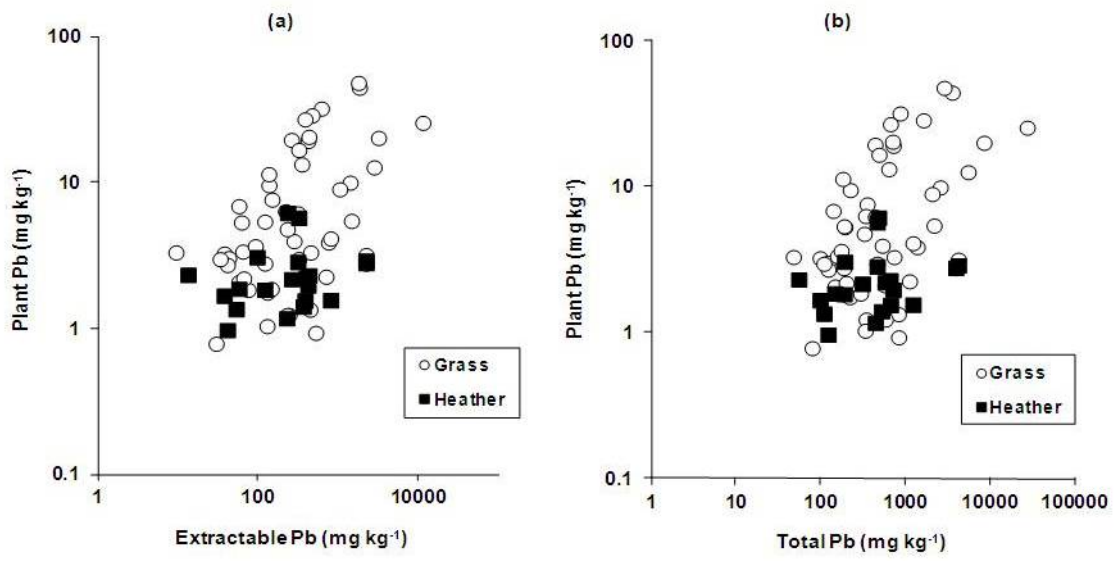 (a)
100
10
1
0.1
1
100
10000
Plant Pb (mg kg-1)
Extractable Pb (mg kg-1)
Grass
Heather
(b)
100
10
1
0.1
1
10
100
1000
10000
100000
Plant Pb (mg kg-1)
Total Pb (mg kg-1)
Grass
Heather